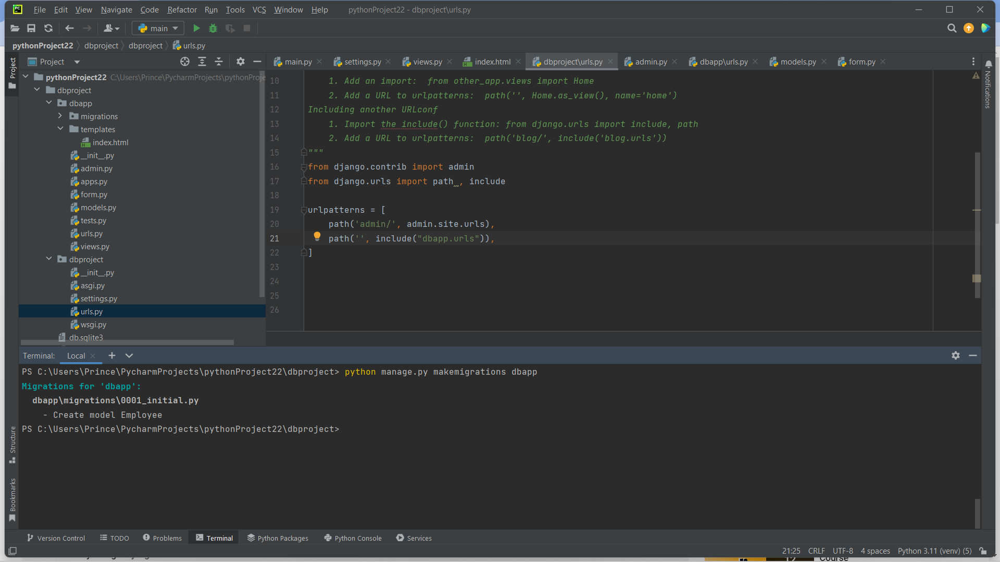 PC File Edit View Navigate Code Refactor Run Tools VCS Window Help pythonProject22 - dbproject\urls.py
main
pythonProject22 dbproject dbproject urls.py
Project
Project
main.py settings.py views.py index.html dbproject\urls.py admin.py dbapp\urls.py models.py form.py
Notifications
pythonProject22 C:\Users\Prince\PycharmProjects\pythonProje
dbproject
dbapp
migrations
templates
index.html
__init__.py
admin.py
apps.py
form.py
models.py
tests.py
urls.py
views.py
dbproject
__init__.py
asgi.py
settings.py
urls.py
wsgi.py
db.sqlite3
10 1. Add an import:  from other_app.views import Home
11 2. Add a URL to urlpatterns:  path('', Home.as_view(), name='home')
12 Including another URLconf
13 1. Import the include() function: from django.urls import include, path
14 2. Add a URL to urlpatterns:  path('blog/', include('blog.urls'))
15 """
16 from django.contrib import admin
17 from django.urls import path , include
18
19 urlpatterns = [
20 path('admin/', admin.site.urls),
21 path('', include("dbapp.urls")),
22 ]
23
24
25
26
Terminal: Local
PS C:\Users\Prince\PycharmProjects\pythonProject22\dbproject> python manage.py makemigrations dbapp
Migrations for 'dbapp':
dbapp\migrations\0001_initial.py
- Create model Employee
PS C:\Users\Prince\PycharmProjects\pythonProject22\dbproject>
Structure
Bookmarks
Version Control TODO Problems Terminal Python Packages Python Console Services
21:25 CRLF UTF-8 4 spaces Python 3.11 (venv) (5)
Course